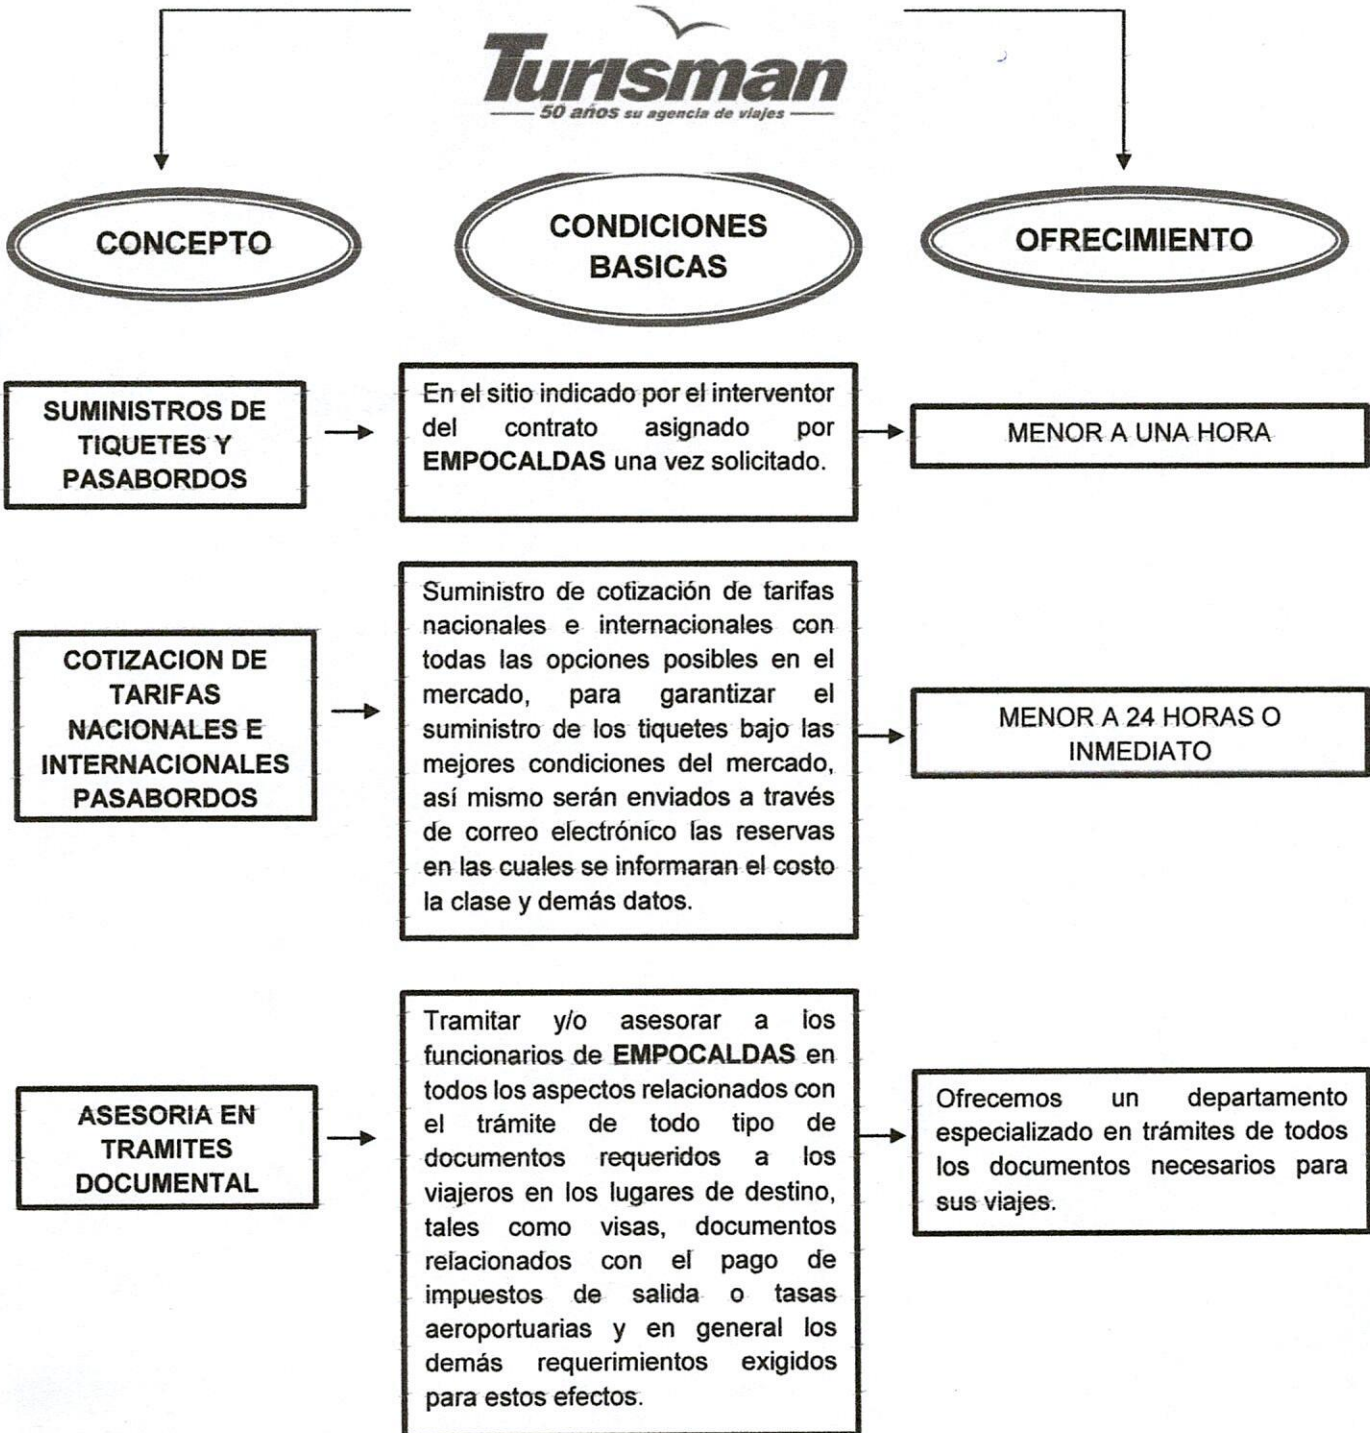 Turisman
50 años su agencia de viajes
CONCEPTO
CONDICIONES
BASICAS
OFRECIMIENTO
SUMINISTROS DE
TIQUETES Y
PASABORDOS
En el sitio indicado por el interventor
del contrato asignado por
EMPOCALDAS una vez solicitado.
MENOR A UNA HORA
COTIZACION DE
TARIFAS
NACIONALES E
INTERNACIONALES
PASABORDOS
Suministro de cotización de tarifas
nacionales e internacionales con
todas las opciones posibles en el
mercado, para garantizar el
suministro de los tiquetes bajo las
mejores condiciones del mercado,
así mismo serán enviados a través
de correo electrónico las reservas
en las cuales se informaran el costo
la clase y demás datos.
MENOR A 24 HORAS O
INMEDIATO
ASESORIA EN
TRAMITES
DOCUMENTAL
Tramitar y/o asesorar a los
funcionarios de EMPOCALDAS en
todos los aspectos relacionados con
el trámite de todo tipo de
documentos requeridos a los
viajeros en los lugares de destino,
tales como visas, documentos
relacionados con el pago de
impuestos de salida o tasas
aeroportuarias y en general los
demás requerimientos exigidos
para estos efectos.
Ofrecemos un departamento
especializado en trámites de todos
los documentos necesarios para
sus viajes.